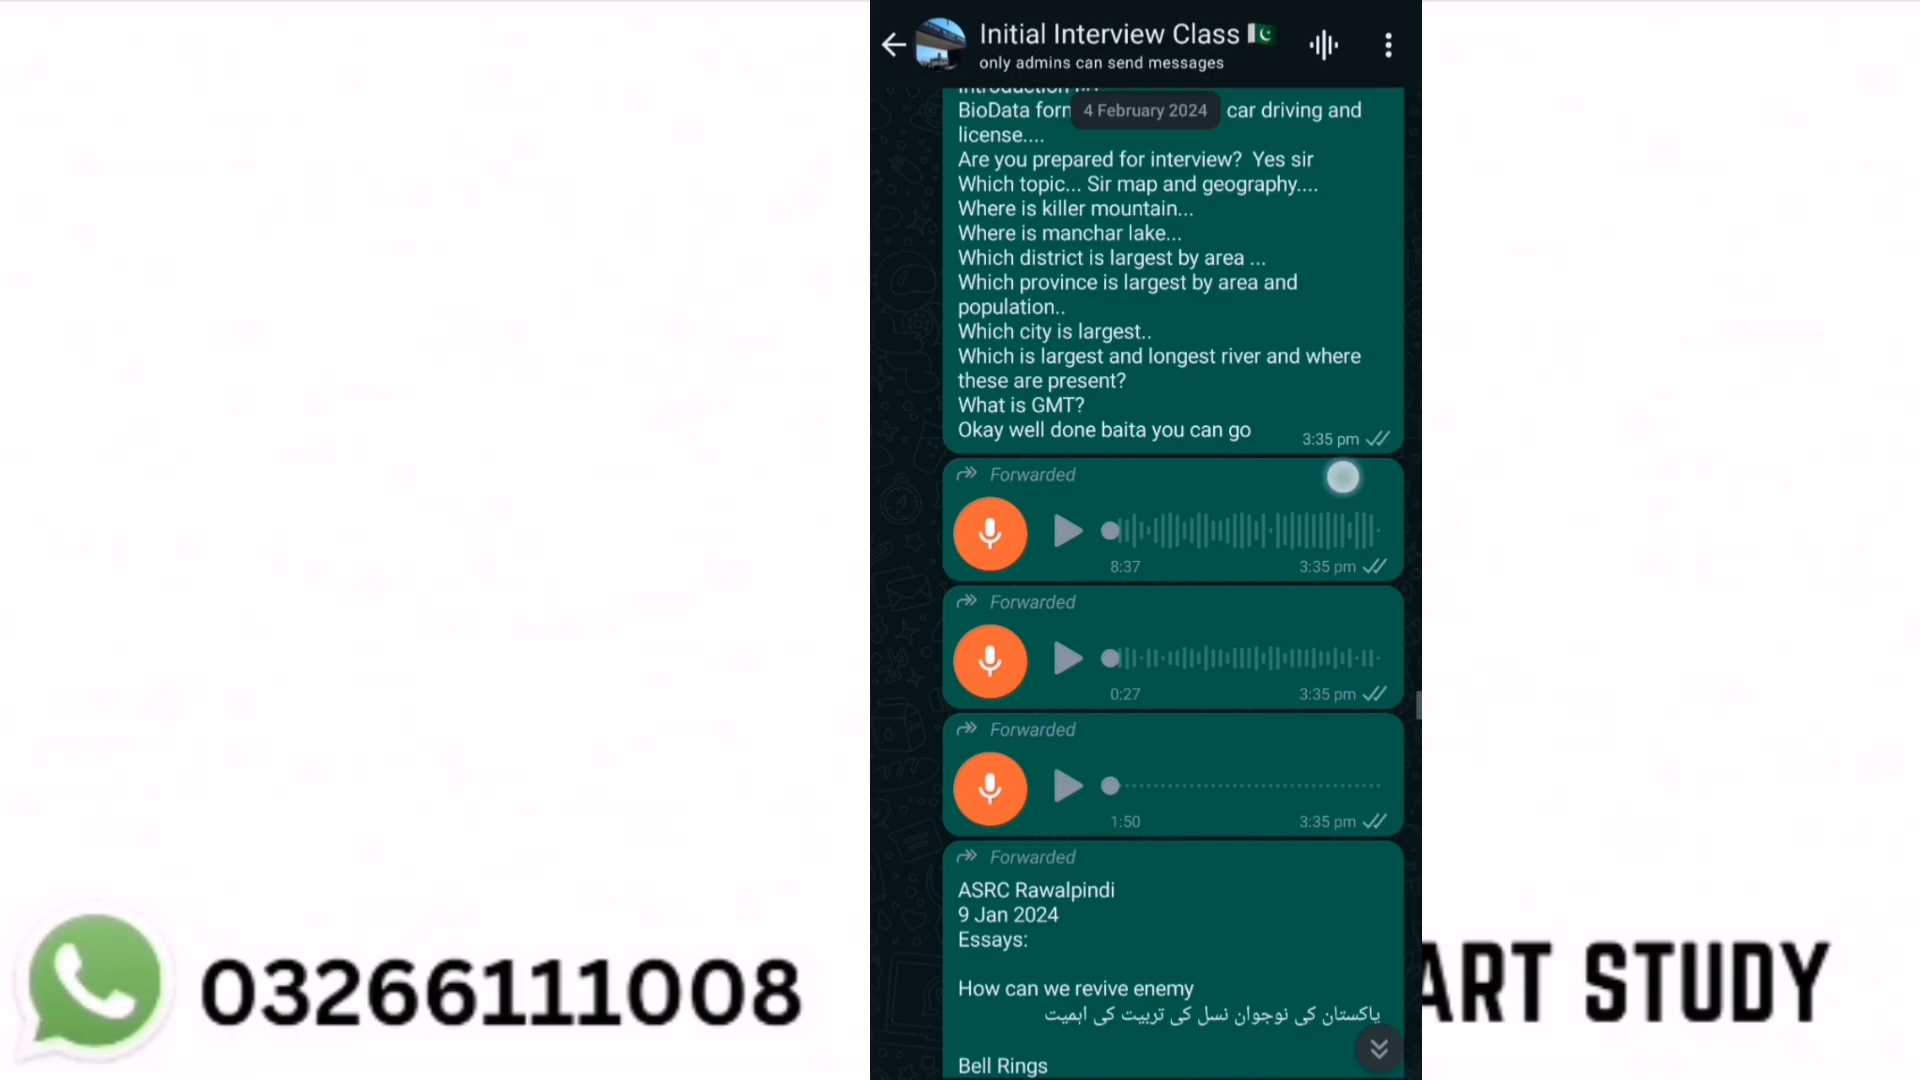 Initial Interview Class
only admins can send messages
4 February 2024
BioData car driving and
license....
Are you prepared for interview? Yes sir
Which topic... Sir map and geography....
Where is killer mountain...
Where is manchar lake...
Which district is largest by area ...
Which province is largest by area and
population..
Which city is largest..
Which is largest and longest river and where
these are present?
What is GMT?
Okay well done baita you can go
3:35 pm
Forwarded
8:37
3:35 pm
Forwarded
0:27
3:35 pm
Forwarded
1:50
3:35 pm
Forwarded
ASRC Rawalpindi
9 Jan 2024
Essays:
How can we revive enemy
پاکستان کی نوجوان نسل کی تربیت کی اہمیت
Bell Rings
03266111008
ART STUDY